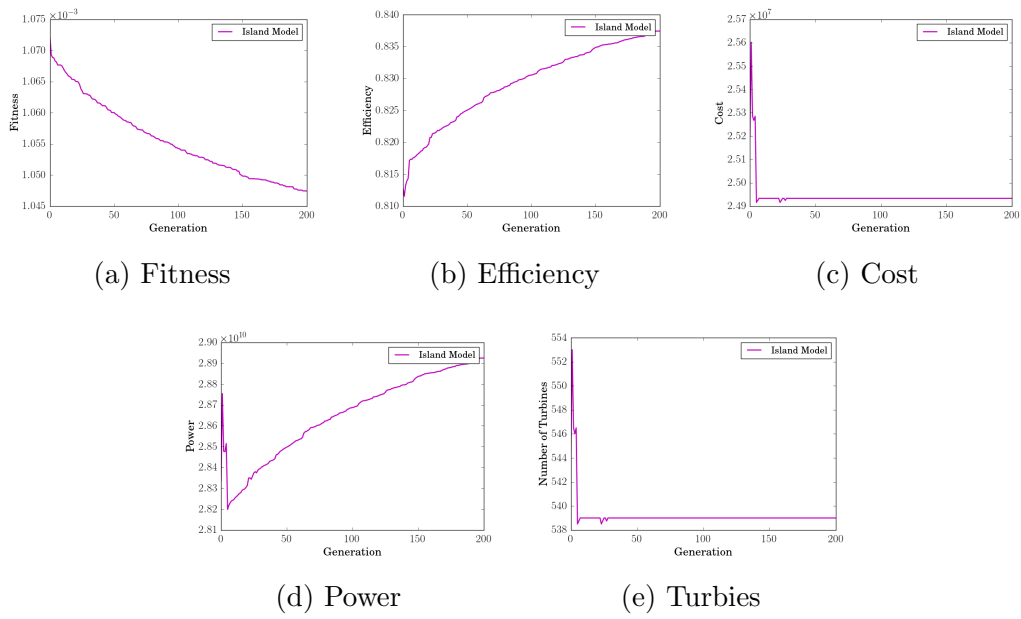 1.075 ×10⁻³
Island Model
1.070
1.065
1.060
1.055
1.050
1.045
Fitness
0 50 100 150 200
Generation
(a) Fitness
0.840
Island Model
0.835
0.830
0.825
0.820
0.815
0.810
Efficiency
0 50 100 150 200
Generation
(b) Efficiency
2.57 ×10⁷
Island Model
2.56
2.55
2.54
2.53
2.52
2.51
2.50
2.49
Cost
0 50 100 150 200
Generation
(c) Cost
2.90 ×10¹⁰
Island Model
2.89
2.88
2.87
2.86
2.85
2.84
2.83
2.82
2.81
Power
0 50 100 150 200
Generation
(d) Power
554
Island Model
552
550
548
546
544
542
540
538
Number of Turbines
0 50 100 150 200
Generation
(e) Turbies